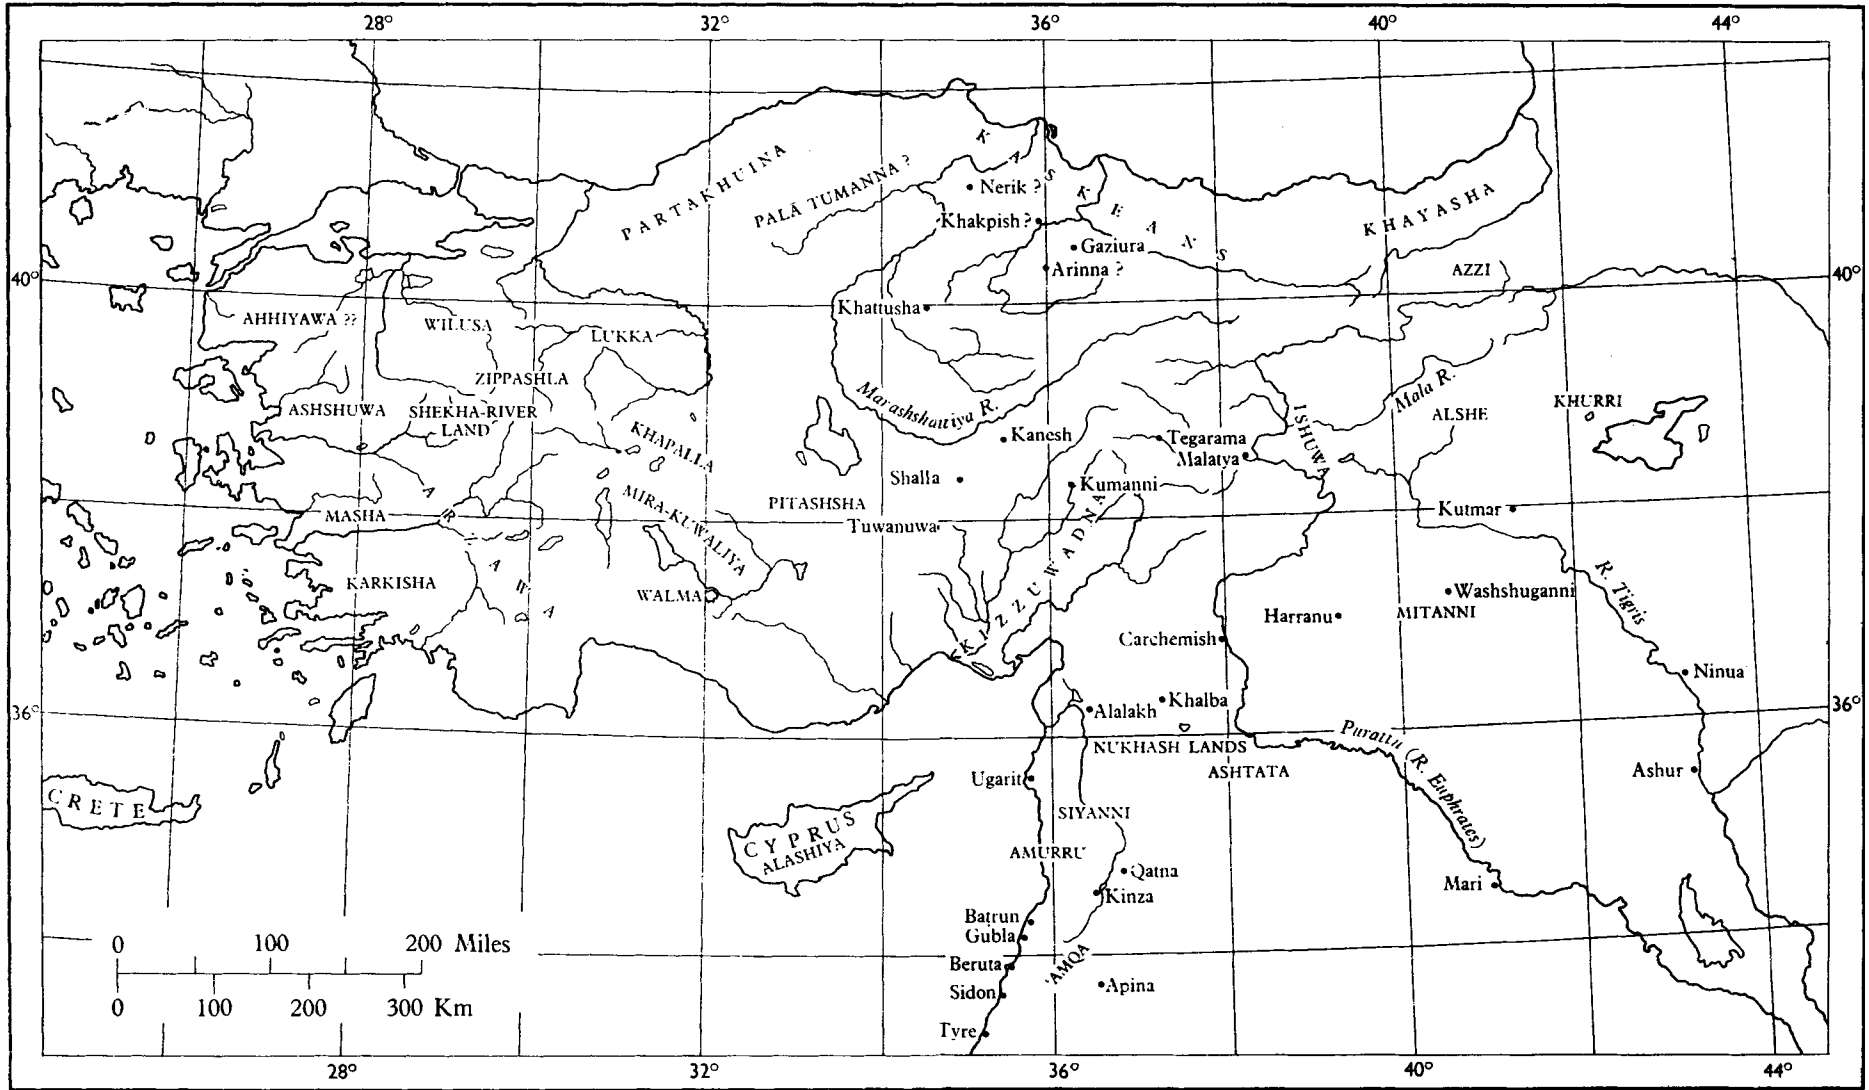 28° 32° 36° 40° 44°
PARTAKHUINA
PALĀ TUMANNA ?
KASKEANS
Nerik ?
Khakpish ?
Gaziura
Arinna ?
KHAYASHA
AZZI
40° 40°
Khattusha
AHHIYAWA ??
WILUSA
LUKKA
ZIPPASHLA
ASHSHUWA
SHEKHA-RIVER
LAND
KHAPALLA
Marashshantiya R.
Mala R.
ISHUWA
ALSHE
KHURRI
Kanesh
Tegarama
Malatya
Shalla
Kumanni
PITASHSHA
Tuwanuwa
MASHA
ARZAWA
MIRA-KUWALIYA
Kutmar
KIZZUWADNA
KARKISHA
WALMA
R. Tigris
Washshuganni
Harranu
MITANNI
Carchemish
Ninua
36° 36°
Alalakh
Khalba
NUKHASH LANDS
ASHTATA
Purattu (R. Euphrates)
Ashur
Ugarit
CRETE
CYPRUS
ALASHIYA
SIYANNI
AMURRU
Qatna
Kinza
Mari
Batrun
Gubla
Beruta
'AMQA
Apina
Sidon
Tyre
0 100 200 Miles
0 100 200 300 Km
28° 32° 36° 40° 44°